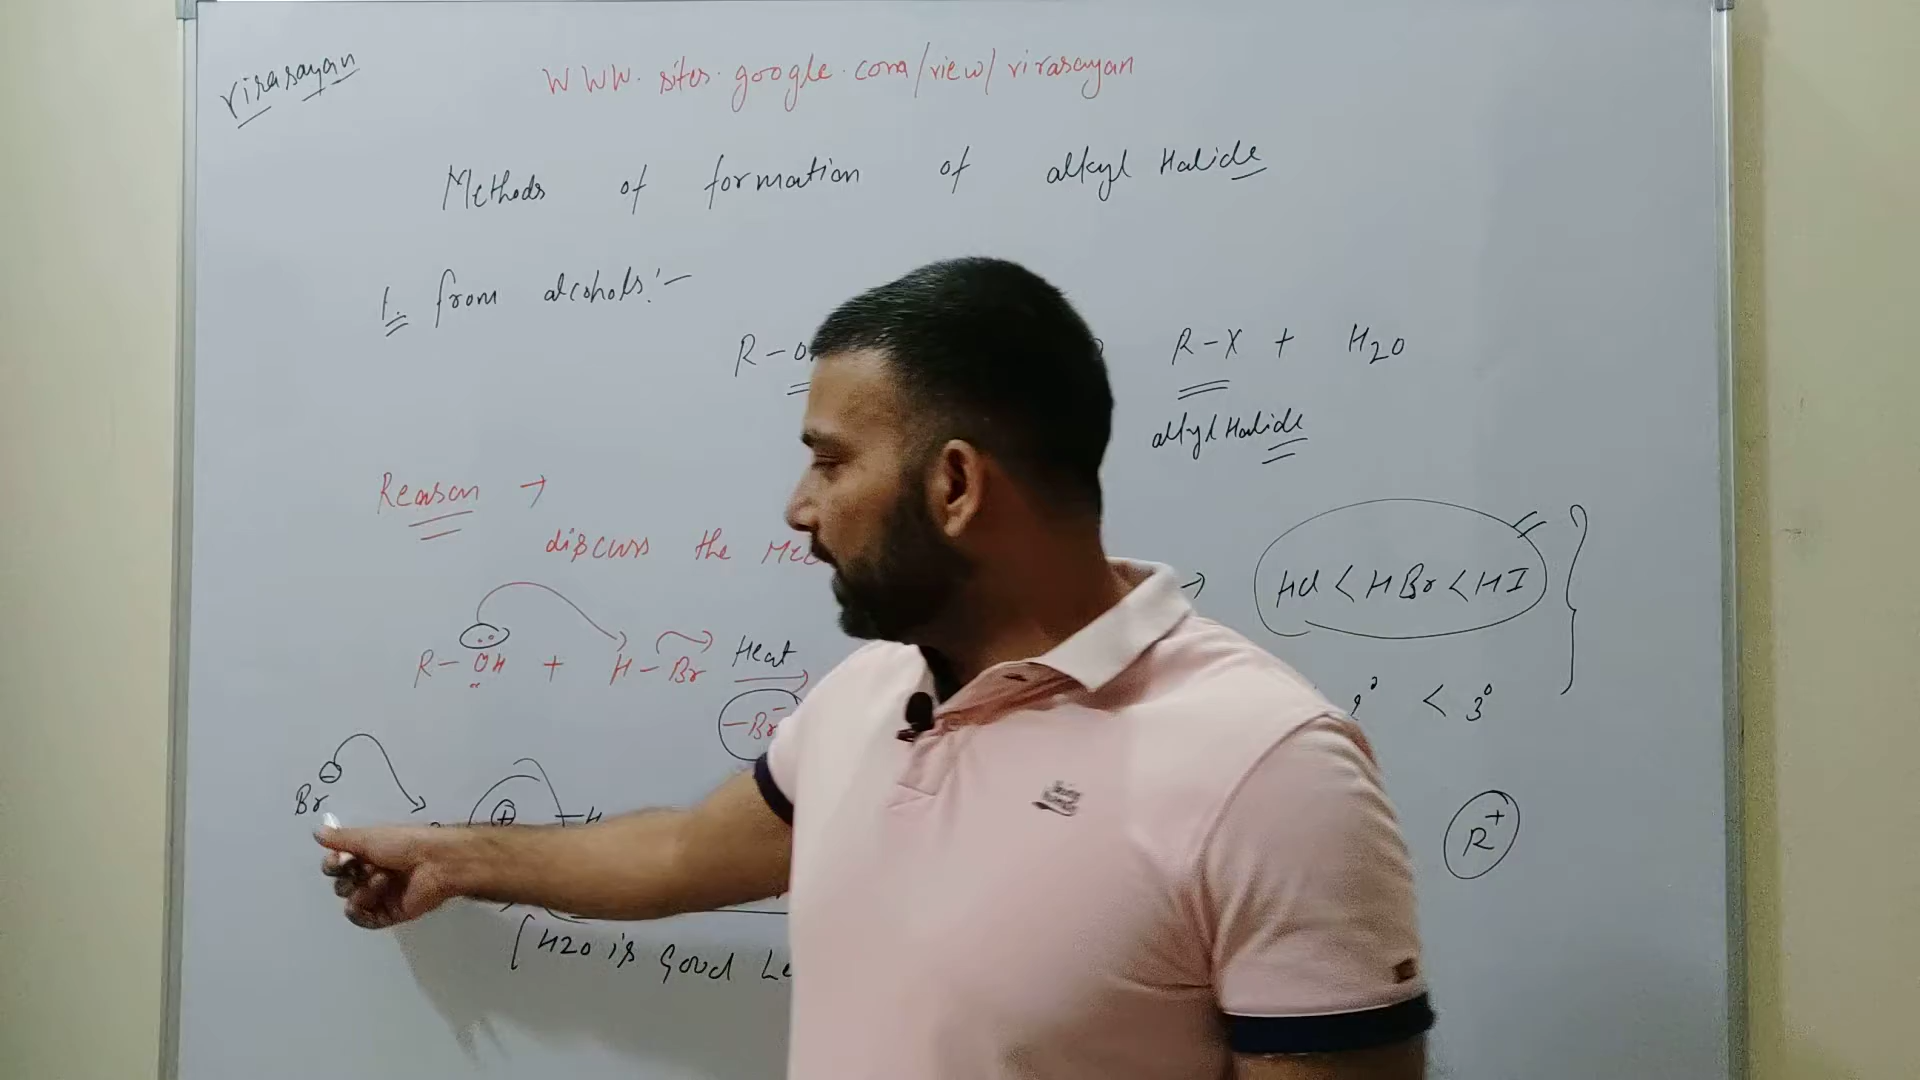 virasayan
WWW.sites.google.com/view/virasayan
Methods of formation of alkyl Halide
1. from alcohols:-
R-O R-X + H2O
alkyl Halide
Reason →
discuss the Mec
→ HCl < HBr < HI
R-OH + H-Br Heat
-Br-
2° < 3°
Br⊖
⊕ -H
R+
[H2O is Good Le